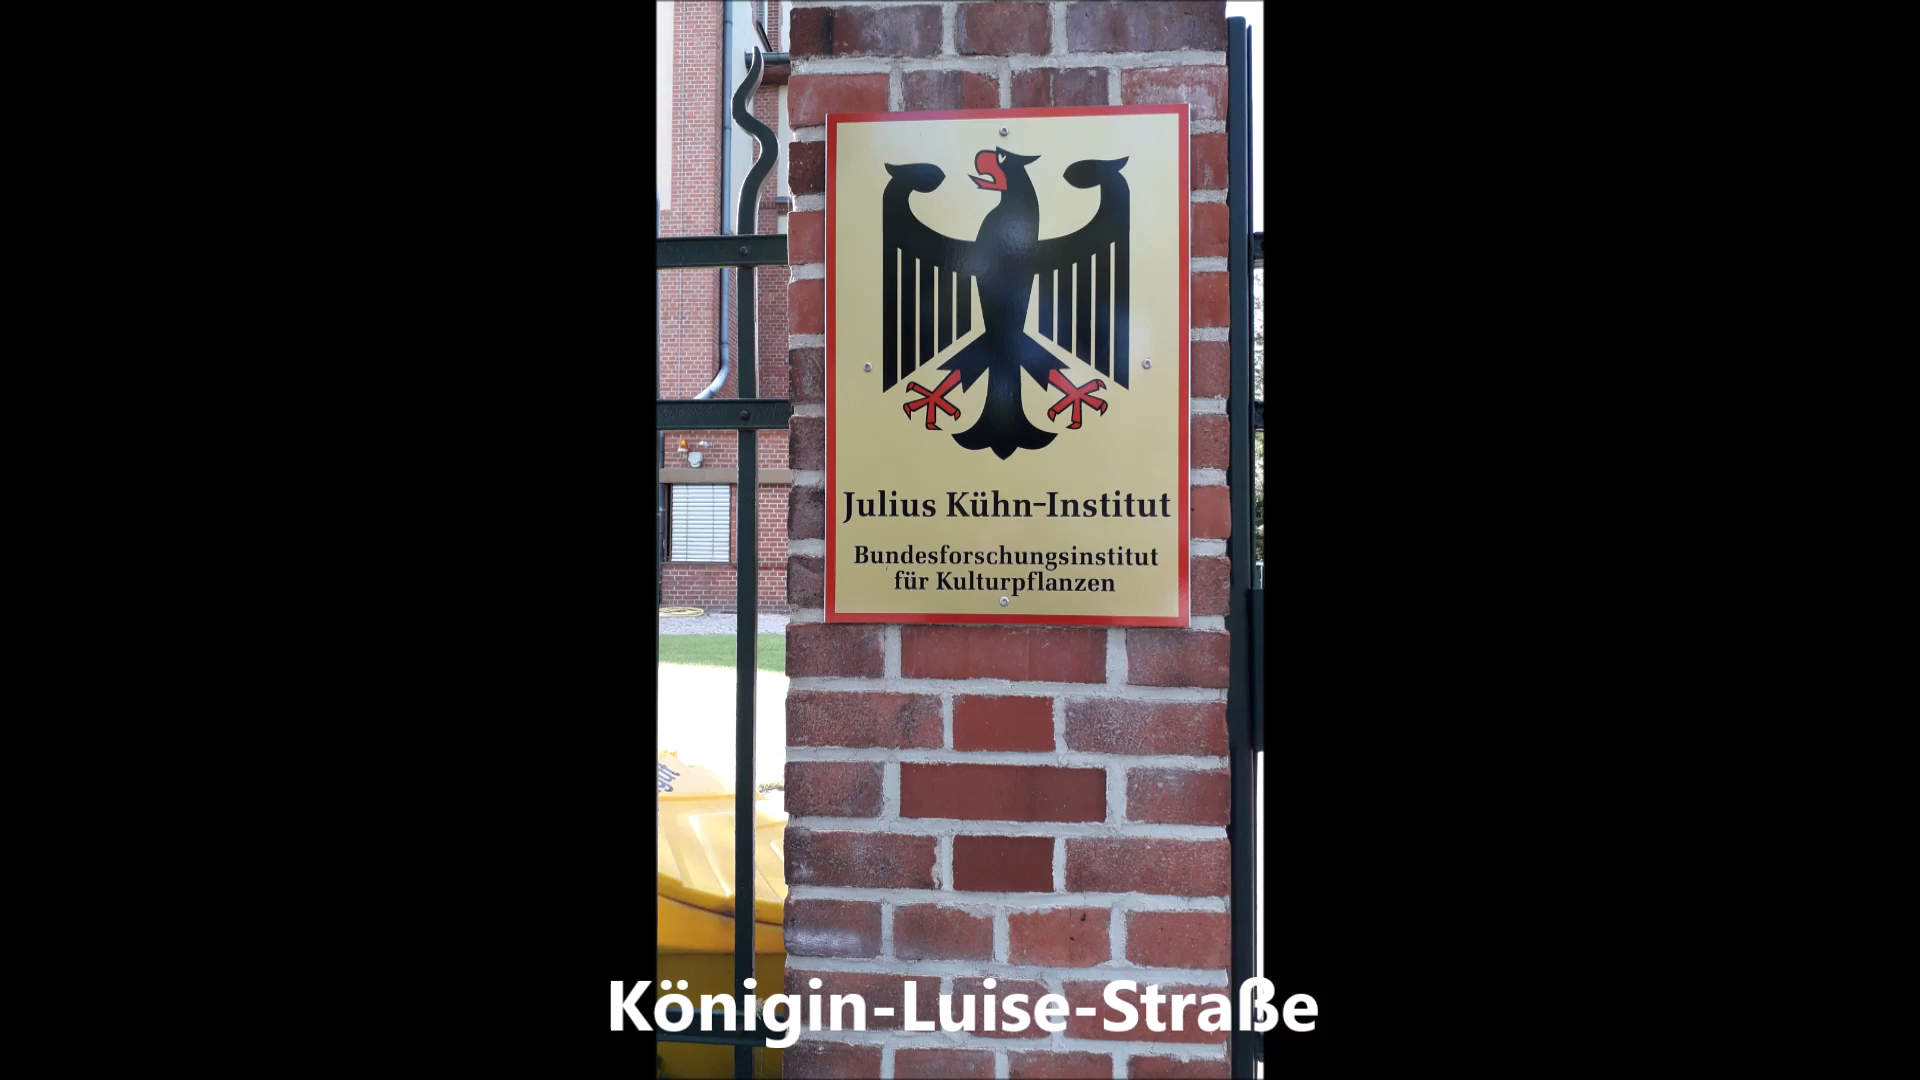 Julius Kühn-Institut
Bundesforschungsinstitut
für Kulturpflanzen
Königin-Luise-Straße